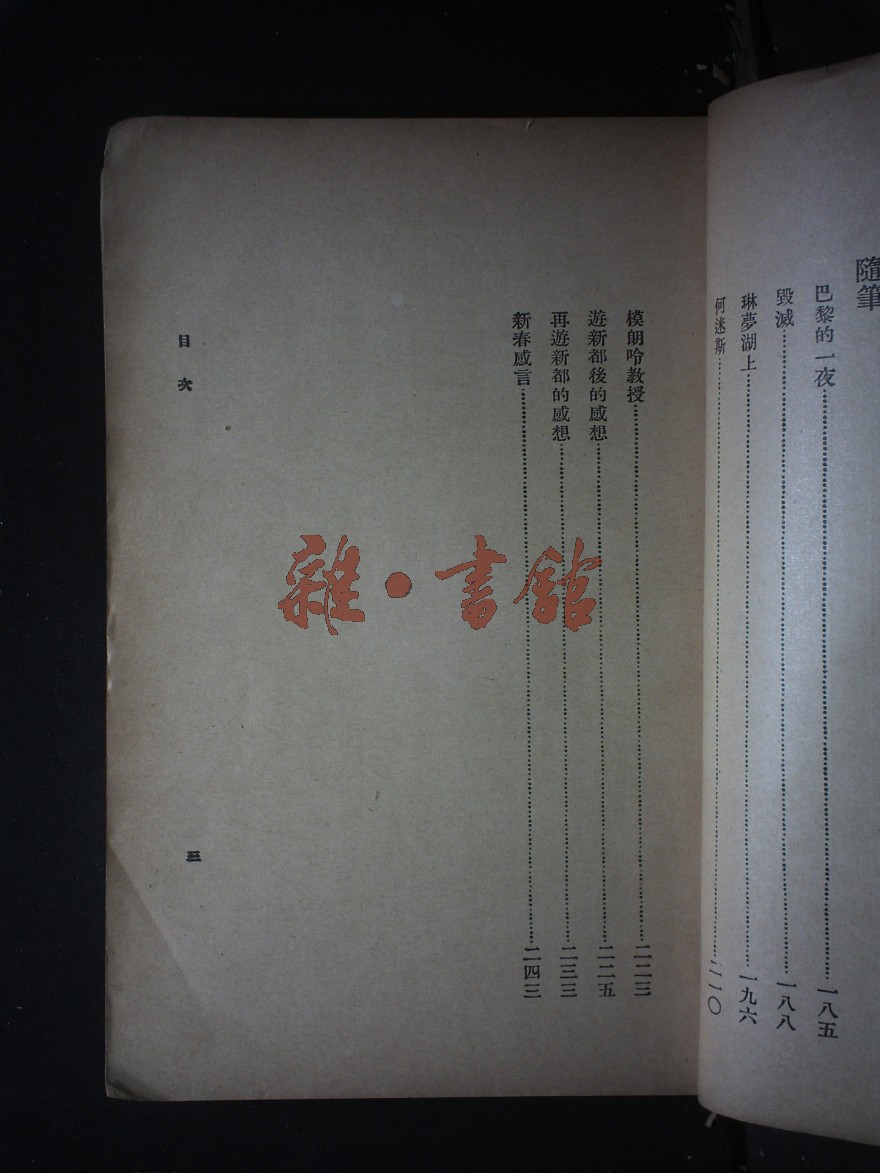 隨筆
巴黎的一夜……一八五
毀滅……一八八
琳夢湖上……一九六
何迷斯……二一〇
模朗吟教授……二二三
遊新都後的感想……二二五
再遊新都的感想……二三三
新春感言……二四三
目次
三
雜·書館